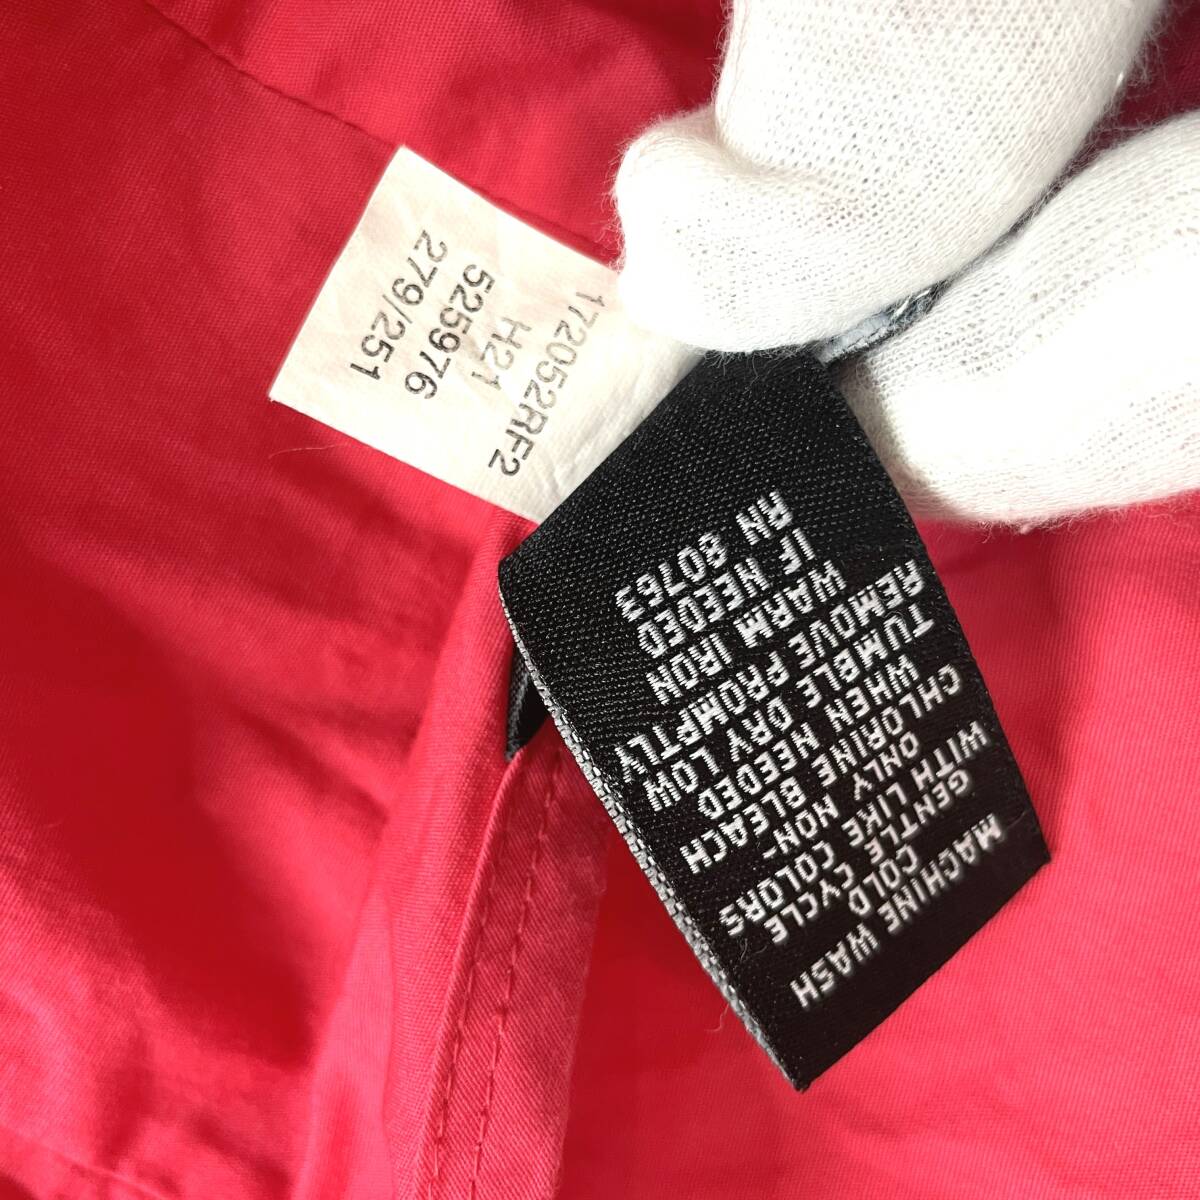 172052RF2
H21
525976
279/251
MACHINE WASH
COLD CYCLE
GENTLE
WITH LIKE COLORS
ONLY NON-
CHLORINE BLEACH
WHEN NEEDED
TUMBLE DRY LOW
REMOVE PROMPTLY
WARM IRON
IF NEEDED
RN 80763